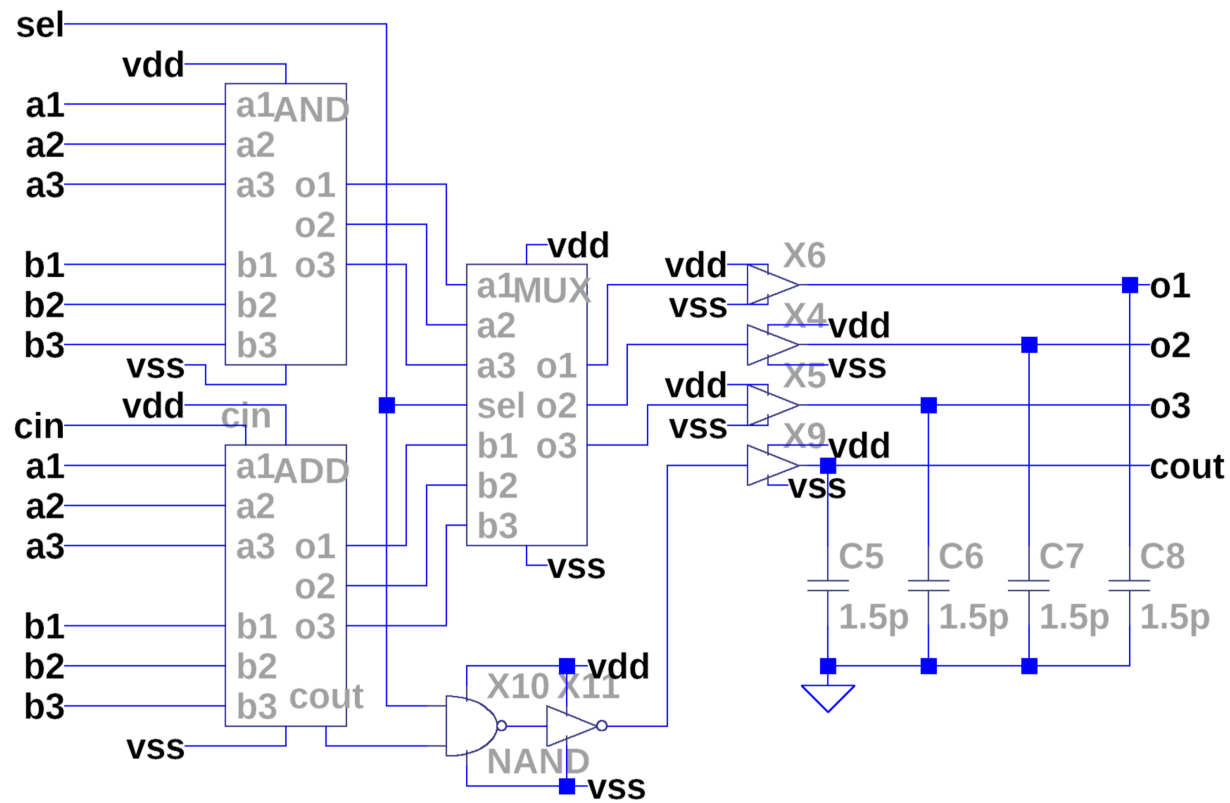 sel
vdd
a1
a2
a3
b1
b2
b3
vss
a1 AND
a2
a3 o1
o2
b1 o3
b2
b3
vdd
cin
cin
a1
a2
a3
b1
b2
b3
vss
a1 ADD
a2
a3 o1
o2
b1 o3
b2
b3 cout
vdd
a1 MUX
a2
a3 o1
sel o2
b1 o3
b2
b3
vss
vdd X6
vss
X4 vdd
vss
vdd X5
vss
X9 vdd
vss
o1
o2
o3
cout
C5 C6 C7 C8
1.5p 1.5p 1.5p 1.5p
vdd
X10 X11
NAND
vss